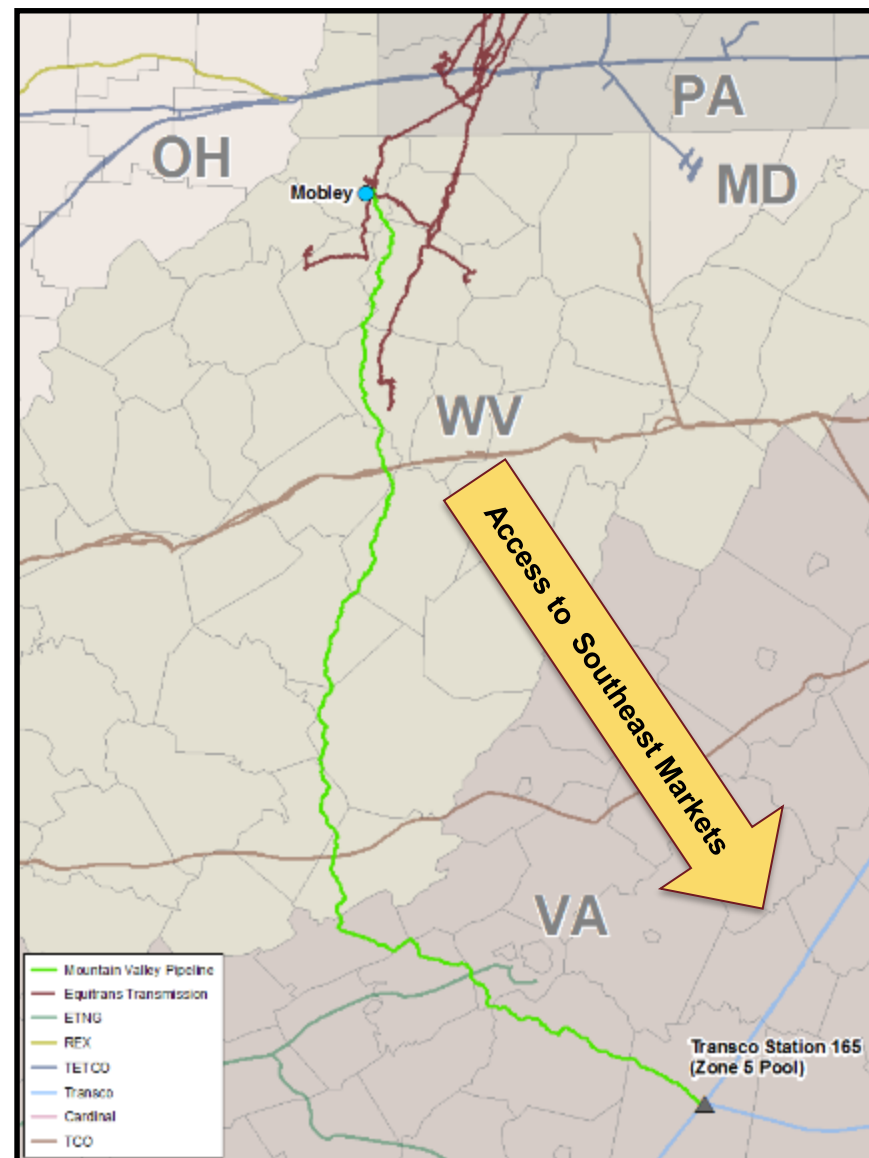 PA
OH
MD
Mobley
WV
Access to Southeast Markets
VA
Mountain Valley Pipeline
Equitrans Transmission
ETNG
REX
TETCO
Transco
Cardinal
TCO
Transco Station 165
(Zone 5 Pool)